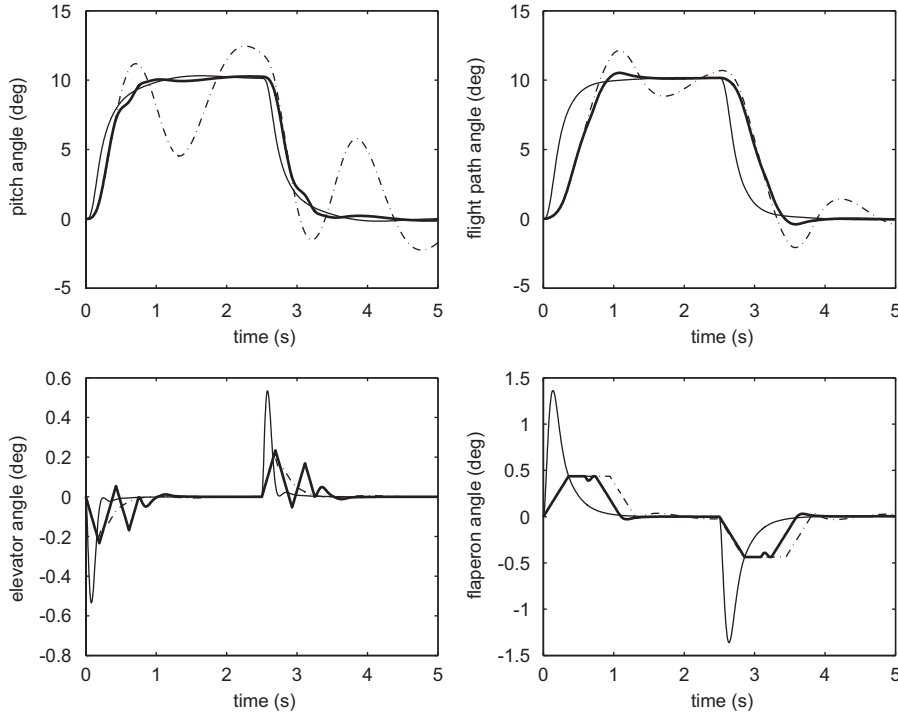 15
10
5
0
-5
pitch angle (deg)
0 1 2 3 4 5
time (s)
15
10
5
0
-5
flight path angle (deg)
0 1 2 3 4 5
time (s)
0.6
0.4
0.2
0
-0.2
-0.4
-0.6
-0.8
elevator angle (deg)
0 1 2 3 4 5
time (s)
1.5
1
0.5
0
-0.5
-1
-1.5
flaperon angle (deg)
0 1 2 3 4 5
time (s)